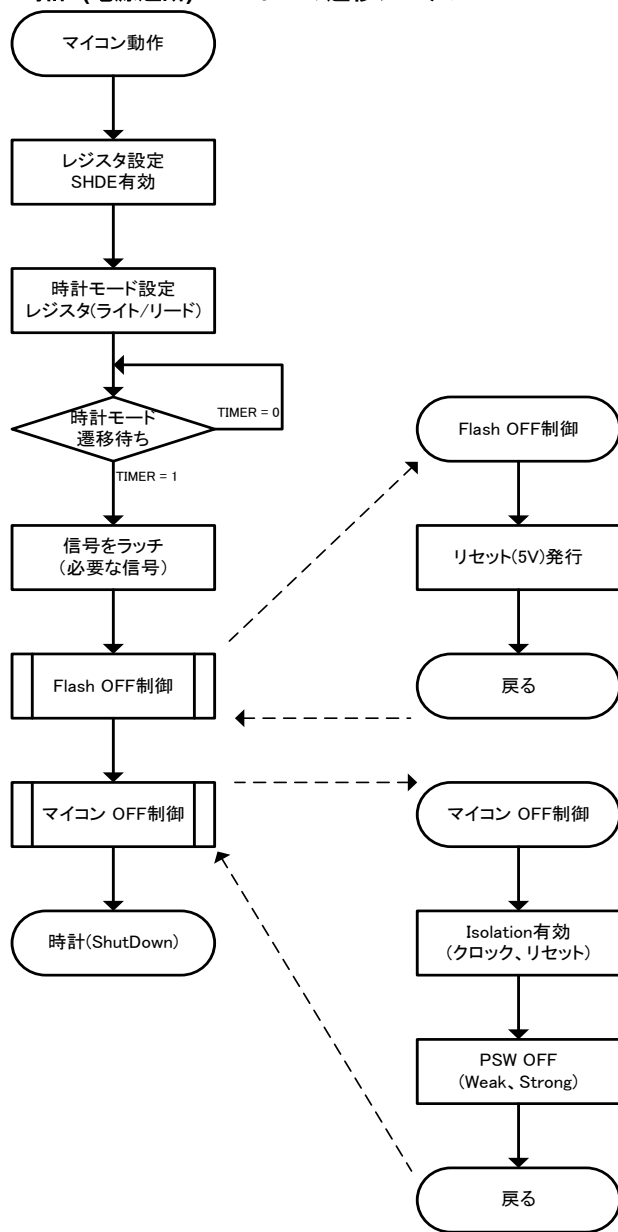 マイコン動作
レジスタ設定
SHDE有効
時計モード設定
レジスタ(ライト/リード)
時計モード
遷移待ち
TIMER = 0
TIMER = 1
信号をラッチ
(必要な信号)
Flash OFF制御
マイコン OFF制御
時計(ShutDown)
Flash OFF制御
リセット(5V)発行
戻る
マイコン OFF制御
Isolation有効
(クロック、リセット)
PSW OFF
(Weak、Strong)
戻る